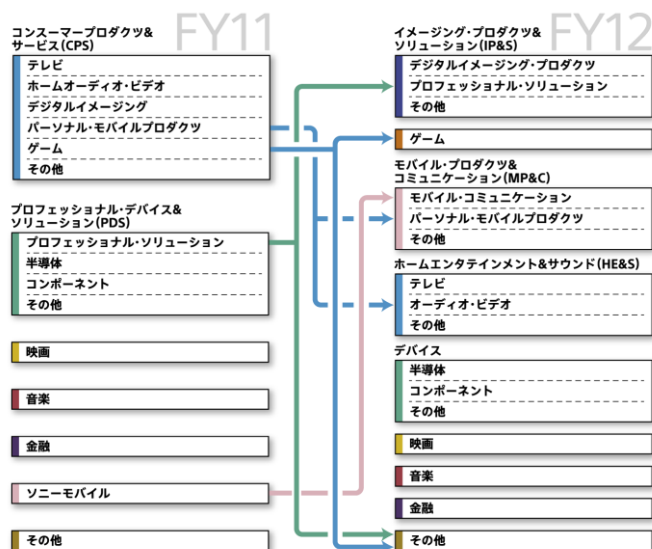 FY11
コンスーマープロダクツ&
サービス(CPS)
テレビ
ホームオーディオ・ビデオ
デジタルイメージング
パーソナル・モバイルプロダクツ
ゲーム
その他
プロフェッショナル・デバイス&
ソリューション(PDS)
プロフェッショナル・ソリューション
半導体
コンポーネント
その他
映画
音楽
金融
ソニーモバイル
その他
FY12
イメージング・プロダクツ&
ソリューション(IP&S)
デジタルイメージング・プロダクツ
プロフェッショナル・ソリューション
その他
ゲーム
モバイル・プロダクツ&
コミュニケーション(MP&C)
モバイル・コミュニケーション
パーソナル・モバイルプロダクツ
その他
ホームエンタテインメント&サウンド(HE&S)
テレビ
オーディオ・ビデオ
その他
デバイス
半導体
コンポーネント
その他
映画
音楽
金融
その他